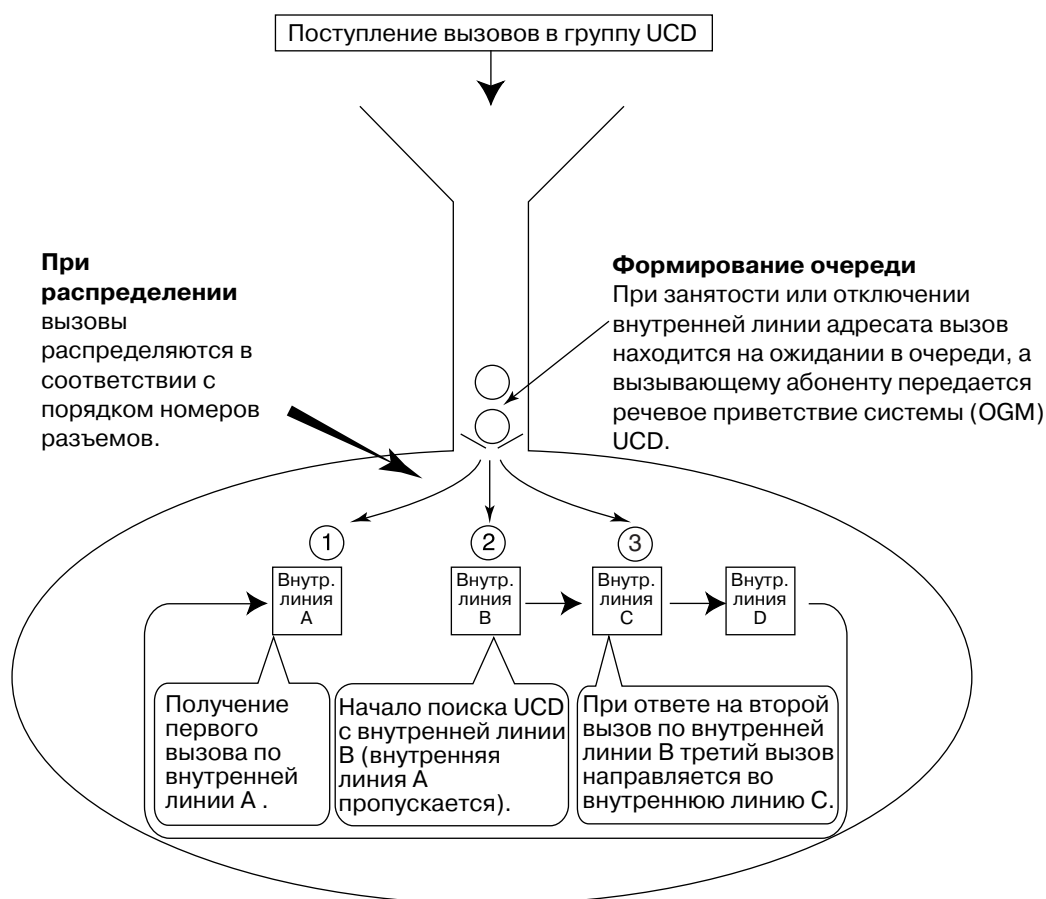 Поступление вызовов в группу UCD
При
распределении
вызовы
распределяются в
соответствии с
порядком номеров
разъемов.
Формирование очереди
При занятости или отключении
внутренней линии адресата вызов
находится на ожидании в очереди, а
вызывающему абоненту передается
речевое приветствие системы (OGM)
UCD.
1
2
3
Внутр.
линия
A
Внутр.
линия
B
Внутр.
линия
C
Внутр.
линия
D
Получение
первого
вызова по
внутренней
линии A .
Начало поиска UCD
с внутренней линии
B (внутренняя
линия A
пропускается).
При ответе на второй
вызов по внутренней
линии B третий вызов
направляется во
внутреннюю линию C.